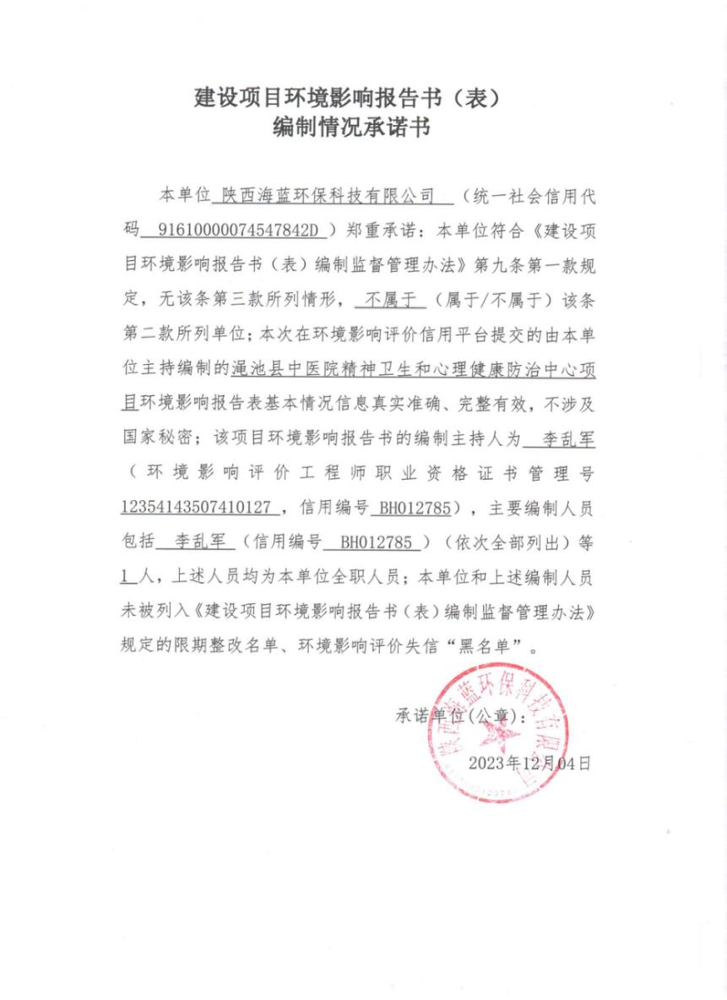 建设项目环境影响报告书（表）
编制情况承诺书
本单位 陕西海蓝环保科技有限公司 （统一社会信用代
码 91610000074547842D ）郑重承诺：本单位符合《建设项
目环境影响报告书（表）编制监督管理办法》第九条第一款规
定，无该条第三款所列情形， 不属于 （属于/不属于）该条
第二款所列单位；本次在环境影响评价信用平台提交的由本单
位主持编制的渑池县中医院精神卫生和心理健康防治中心项
目环境影响报告表基本情况信息真实准确、完整有效，不涉及
国家秘密；该项目环境影响报告书的编制主持人为 李乱军
（环境影响评价工程师职业资格证书管理号
12354143507410127 ，信用编号 BH012785），主要编制人员
包括 李乱军 （信用编号 BH012785 ）（依次全部列出）等
1 人，上述人员均为本单位全职人员；本单位和上述编制人员
未被列入《建设项目环境影响报告书（表）编制监督管理办法》
规定的限期整改名单、环境影响评价失信“黑名单”。
陕西海蓝环保科技有限公司
承诺单位(公章)：
2023年12月04日